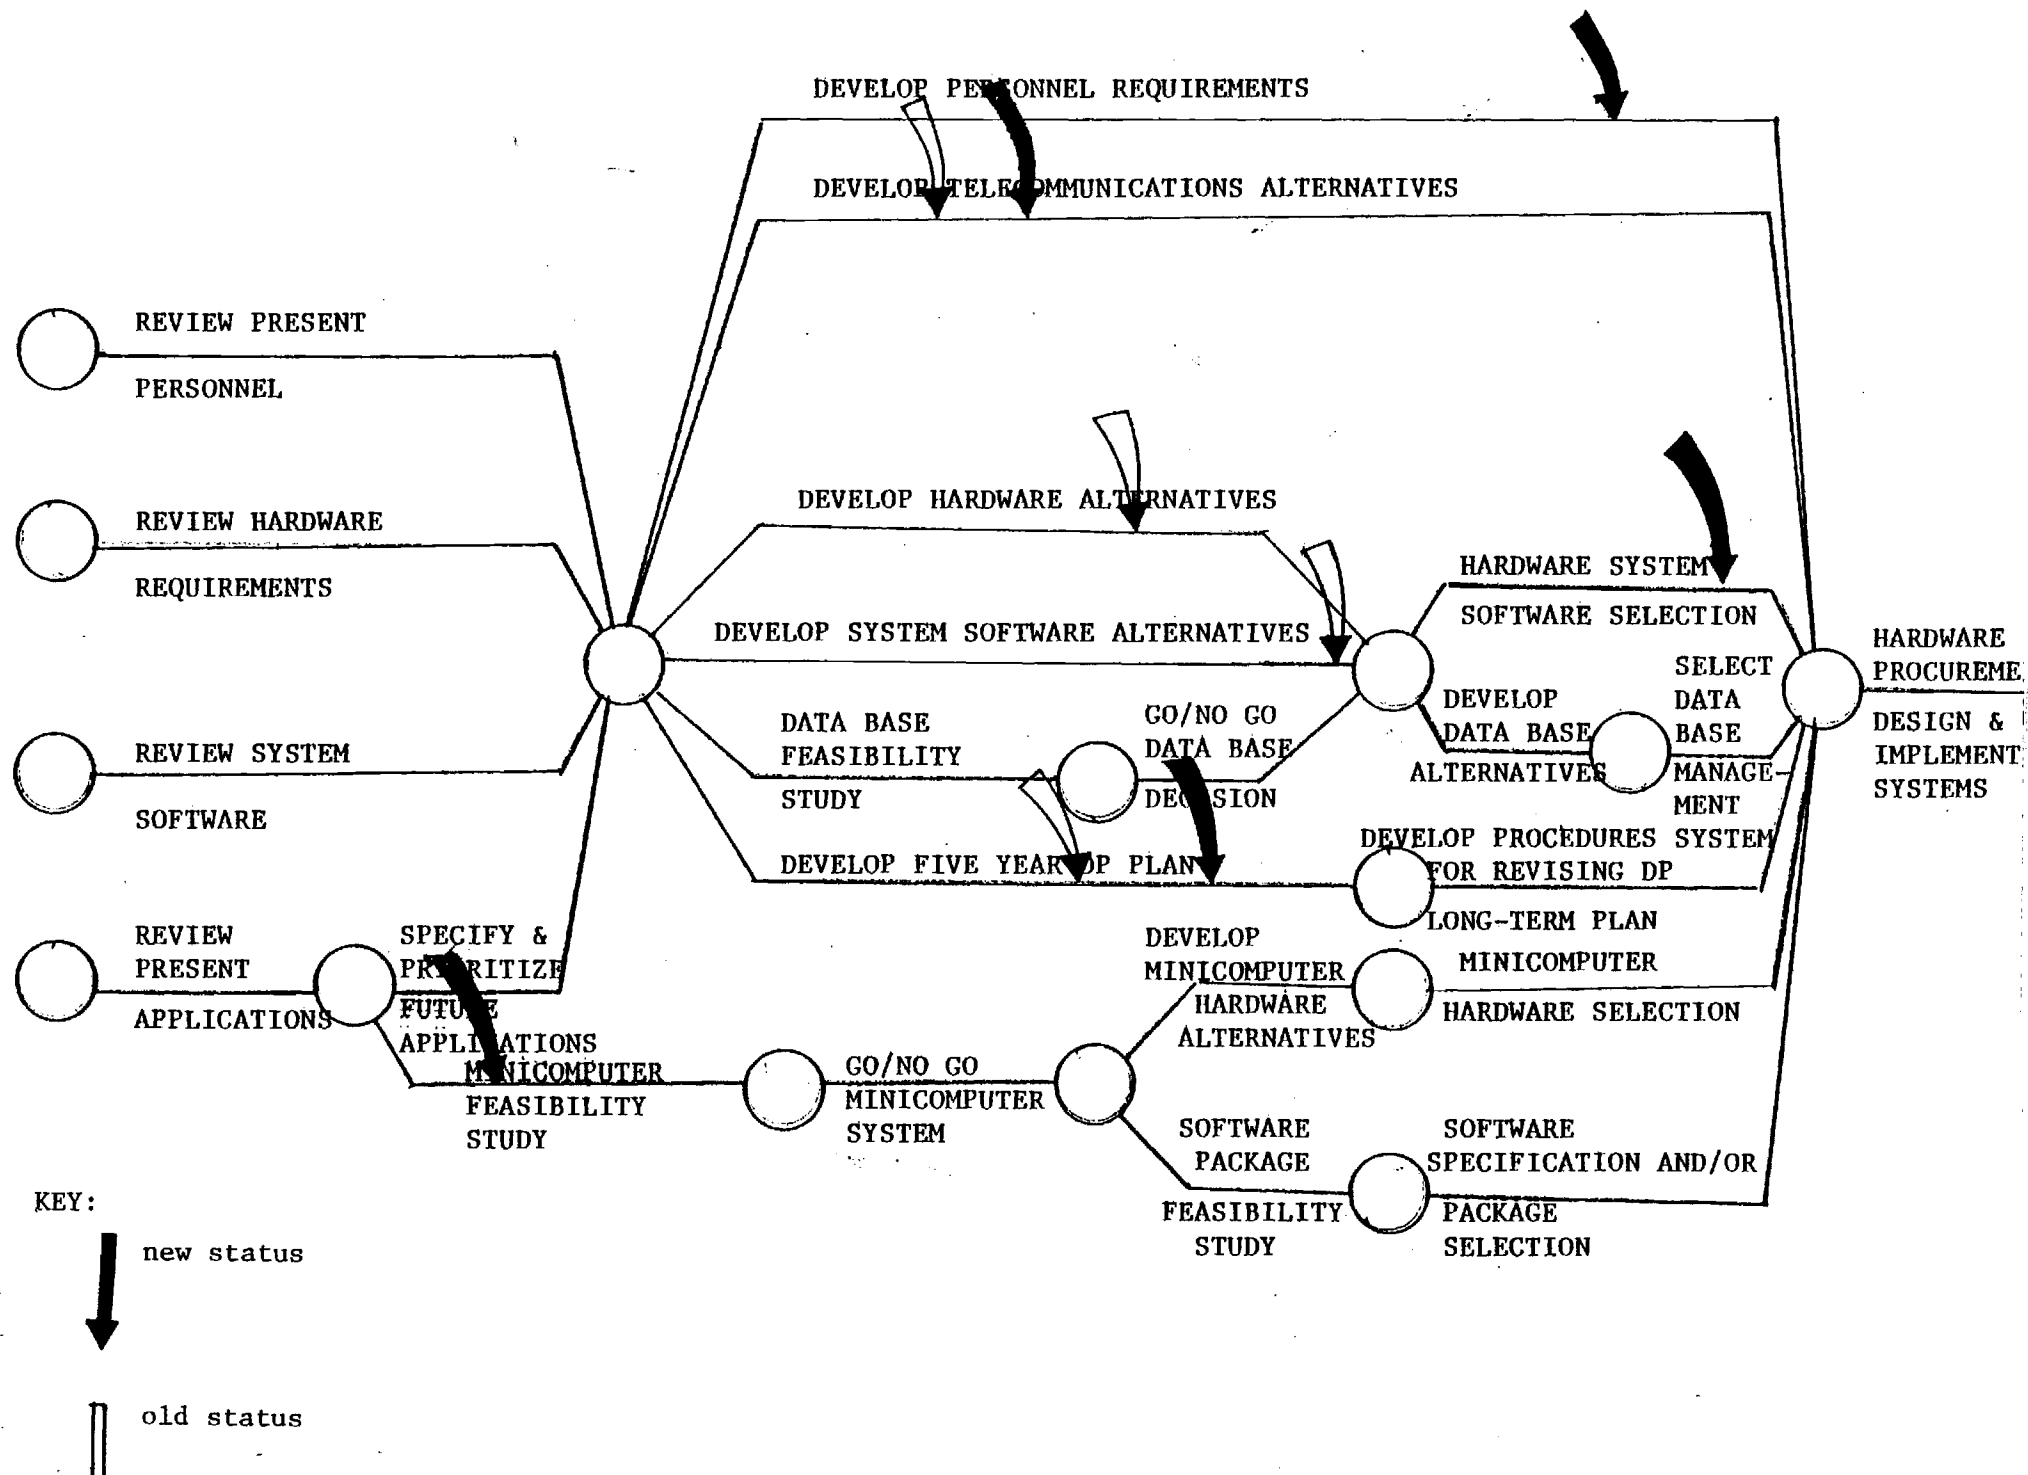 DEVELOP PERSONNEL REQUIREMENTS
DEVELOP TELECOMMUNICATIONS ALTERNATIVES
REVIEW PRESENT
PERSONNEL
REVIEW HARDWARE
REQUIREMENTS
REVIEW SYSTEM
SOFTWARE
REVIEW
PRESENT
APPLICATIONS
SPECIFY &
PRIORITIZE
FUTURE
APPLICATIONS
MINICOMPUTER
FEASIBILITY
STUDY
DEVELOP HARDWARE ALTERNATIVES
DEVELOP SYSTEM SOFTWARE ALTERNATIVES
DATA BASE
FEASIBILITY
STUDY
GO/NO GO
DATA BASE
DECISION
DEVELOP FIVE YEAR DP PLAN
HARDWARE SYSTEM
SOFTWARE SELECTION
DEVELOP
DATA BASE
ALTERNATIVES
SELECT
DATA
BASE
MANAGE-
MENT
SYSTEM
DEVELOP PROCEDURES
FOR REVISING DP
LONG-TERM PLAN
GO/NO GO
MINICOMPUTER
SYSTEM
DEVELOP
MINICOMPUTER
HARDWARE
ALTERNATIVES
MINICOMPUTER
HARDWARE SELECTION
SOFTWARE
PACKAGE
FEASIBILITY
STUDY
SOFTWARE
SPECIFICATION AND/OR
PACKAGE
SELECTION
HARDWARE
PROCUREME
DESIGN &
IMPLEMENT
SYSTEMS
KEY:
new status
old status